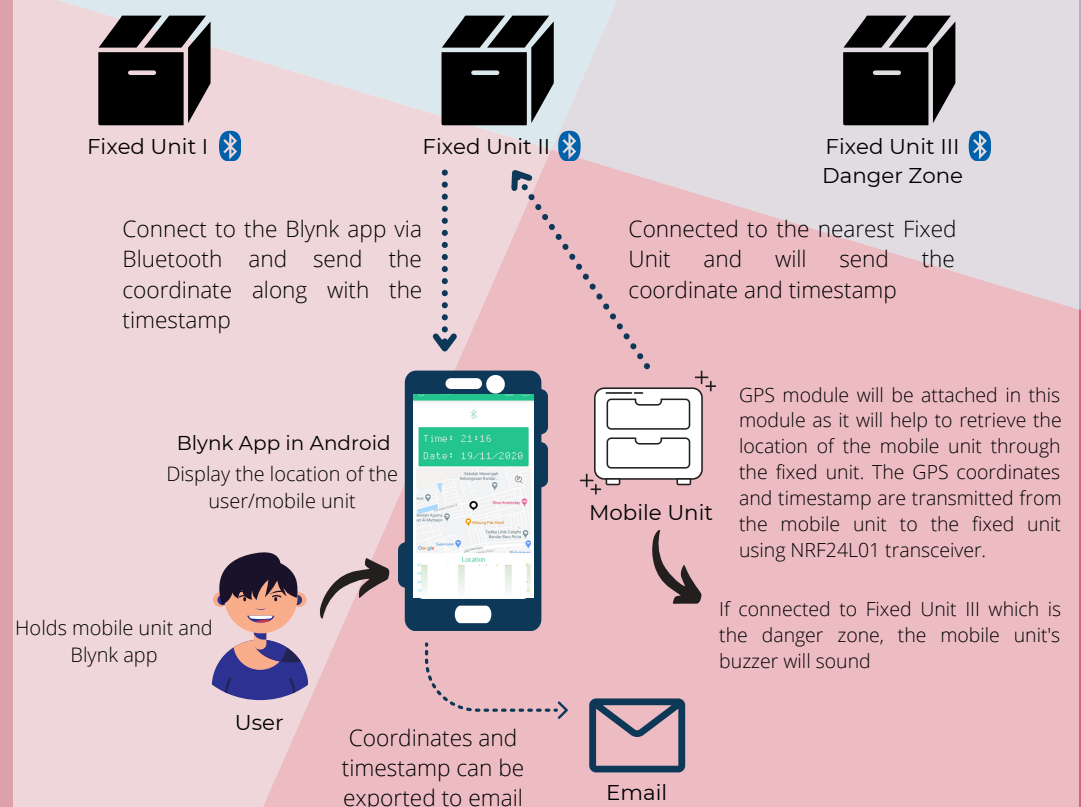 Fixed Unit I
Fixed Unit II
Fixed Unit III
Danger Zone
Connect to the Blynk app via
Bluetooth and send the
coordinate along with the
timestamp
Connected to the nearest Fixed
Unit and will send the
coordinate and timestamp
Blynk App in Android
Display the location of the
user/mobile unit
Time: 21:16
Date: 19/11/2020
Google
Location
Mobile Unit
GPS module will be attached in this
module as it will help to retrieve the
location of the mobile unit through
the fixed unit. The GPS coordinates
and timestamp are transmitted from
the mobile unit to the fixed unit
using NRF24L01 transceiver.
If connected to Fixed Unit III which is
the danger zone, the mobile unit's
buzzer will sound
Holds mobile unit and
Blynk app
User
Coordinates and
timestamp can be
exported to email
Email